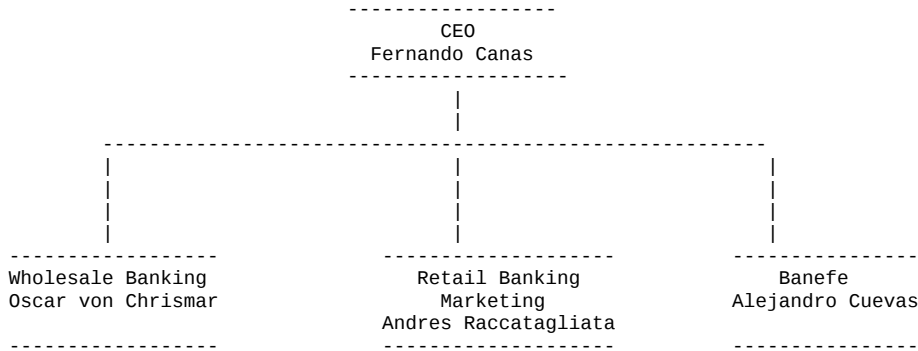 CEO
Fernando Canas
Wholesale Banking
Oscar von Chrismar
Retail Banking
Marketing
Andres Raccatagliata
Banefe
Alejandro Cuevas